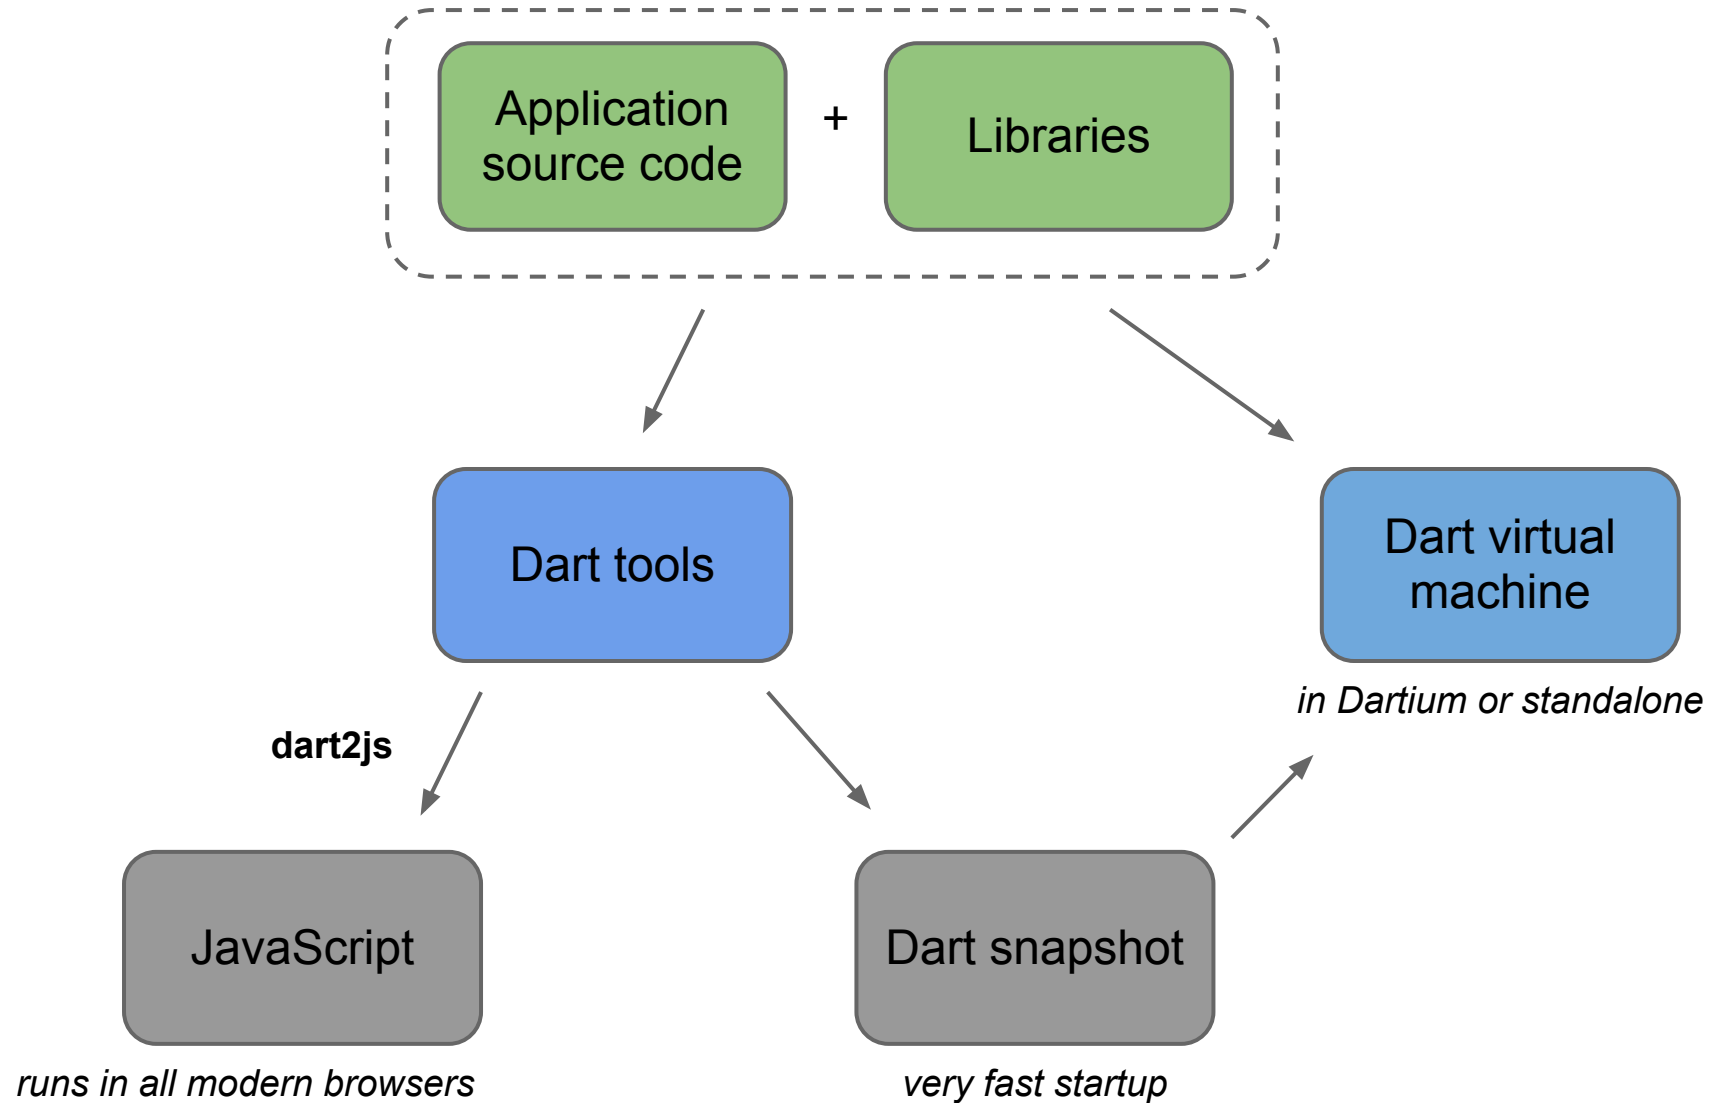 Application
source code
+
Libraries
Dart tools
Dart virtual
machine
in Dartium or standalone
dart2js
JavaScript
Dart snapshot
runs in all modern browsers
very fast startup